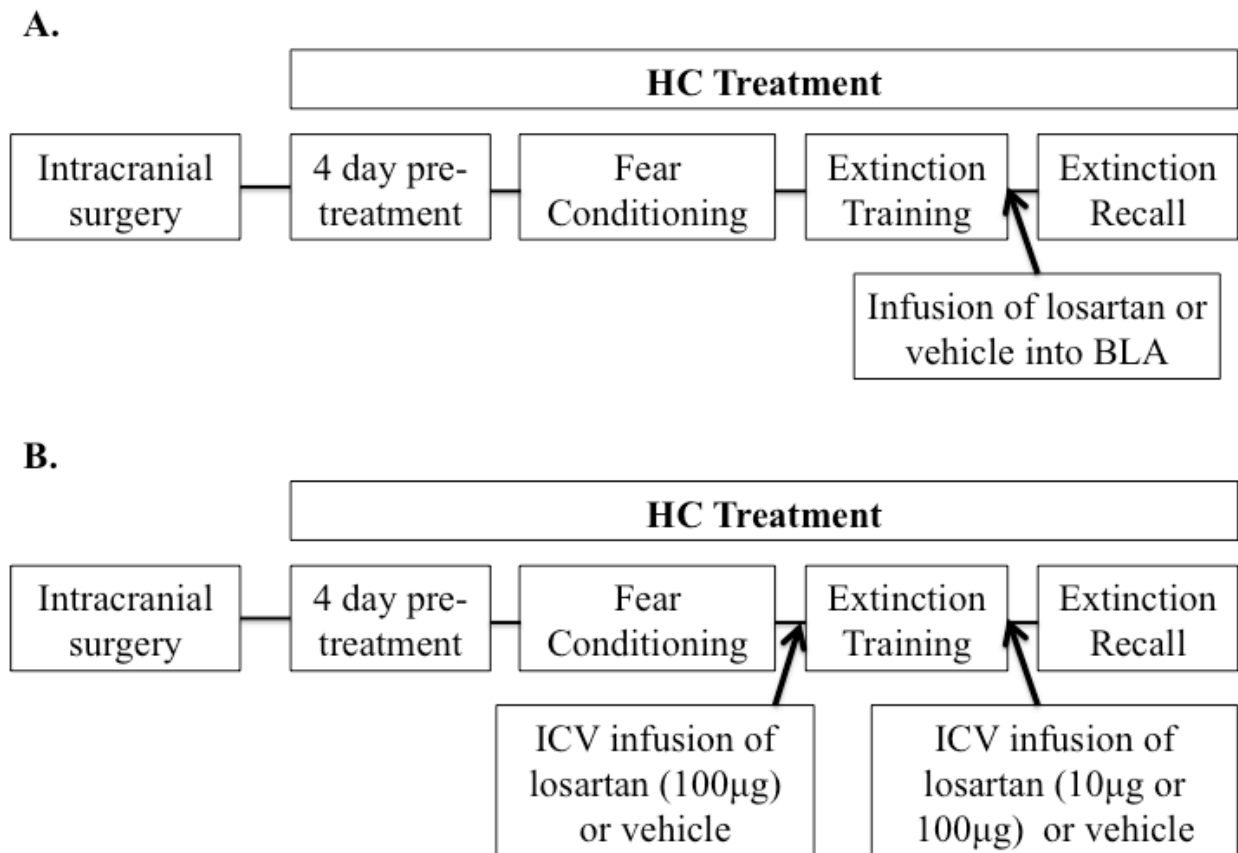 A.
HC Treatment
Intracranial
surgery
4 day pre-
treatment
Fear
Conditioning
Extinction
Training
Extinction
Recall
Infusion of losartan or
vehicle into BLA
B.
HC Treatment
Intracranial
surgery
4 day pre-
treatment
Fear
Conditioning
Extinction
Training
Extinction
Recall
ICV infusion of
losartan (100µg)
or vehicle
ICV infusion of
losartan (10µg or
100µg) or vehicle